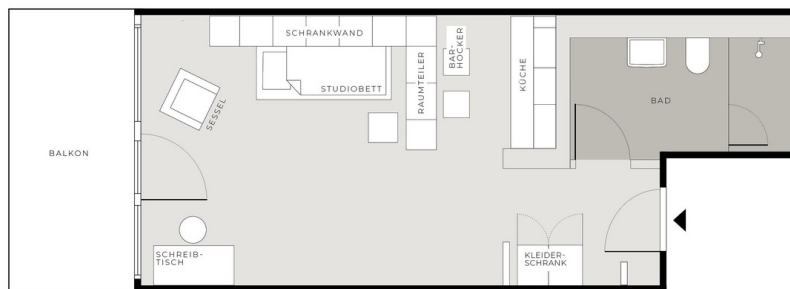 SCHRANKWAND
BAR-
HOCKER
STUDIOBETT
RAUMTEILER
KÜCHE
SESSEL
BAD
BALKON
SCHREIB-
TISCH
KLEIDER-
SCHRANK